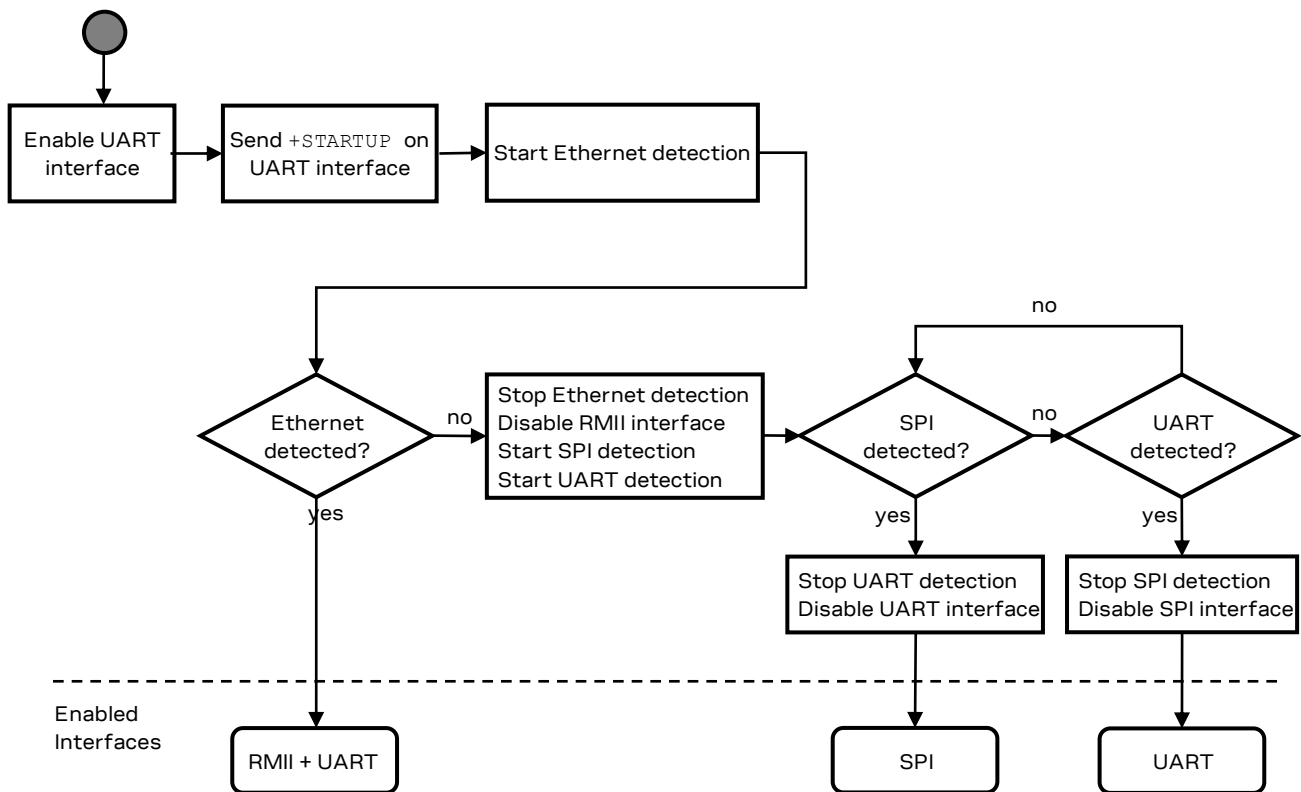 Enable UART
interface
Send +STARTUP on
UART interface
Start Ethernet detection
no
Ethernet
detected?
no
Stop Ethernet detection
Disable RMII interface
Start SPI detection
Start UART detection
SPI
detected?
no
UART
detected?
yes
yes
yes
Stop UART detection
Disable UART interface
Stop SPI detection
Disable SPI interface
Enabled
Interfaces
RMII + UART
SPI
UART